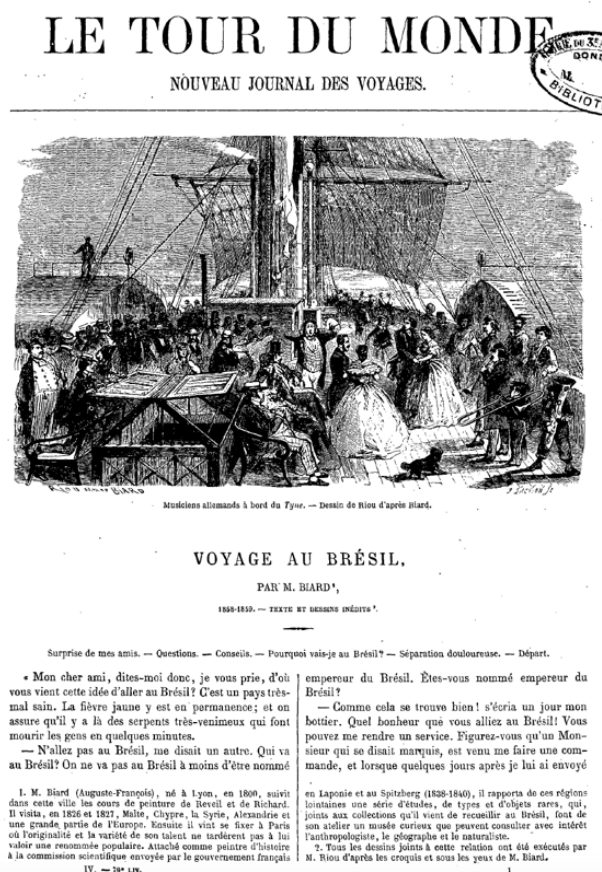 LE TOUR DU MONDE
NOUVEAU JOURNAL DES VOYAGES.
BIBLIOT
Musiciens allemands à bord du Tyne. — Dessin de Riou d'après Biard.
VOYAGE AU BRÉSIL,
PAR M. BIARD¹,
1858-1859. — TEXTE ET DESSINS INÉDITS².
Surprise de mes amis. — Questions. — Conseils. — Pourquoi vais-je au Brésil? — Séparation douloureuse. — Départ.
« Mon cher ami, dites-moi donc, je vous prie, d'où
vous vient cette idée d'aller au Brésil? C'est un pays très-
mal sain. La fièvre jaune y est en permanence; et on
assure qu'il y a là des serpents très-venimeux qui font
mourir les gens en quelques minutes.
— N'allez pas au Brésil, me disait un autre. Qui va
au Brésil? On ne va pas au Brésil à moins d'être nommé
empereur du Brésil. Êtes-vous nommé empereur du
Brésil?
— Comme cela se trouve bien! s'écria un jour mon
bottier. Quel bonheur que vous alliez au Brésil! Vous
pouvez me rendre un service. Figurez-vous qu'un Mon-
sieur qui se disait marquis, est venu me faire une com-
mande, et lorsque quelques jours après je lui ai envoyé
1. M. Biard (Auguste-François), né à Lyon, en 1800, suivit
dans cette ville les cours de peinture de Reveil et de Richard.
Il visita, en 1826 et 1827, Malte, Chypre, la Syrie, Alexandrie et
une grande partie de l'Europe. Ensuite il vint se fixer à Paris
où l'originalité et la variété de son talent ne tardèrent pas à lui
valoir une renommée populaire. Attaché comme peintre d'histoire
à la commission scientifique envoyée par le gouvernement français
en Laponie et au Spitzberg (1838-1840), il rapporta de ces régions
lointaines une série d'études, de types et d'objets rares, qui,
joints aux collections qu'il vient de recueillir au Brésil, font de
son atelier un musée curieux que peuvent consulter avec intérêt
l'anthropologiste, le géographe et le naturaliste.
2. Tous les dessins joints à cette relation ont été exécutés par
M. Riou d'après les croquis et sous les yeux de M. Biard.
IV. — 79e LIV.
1